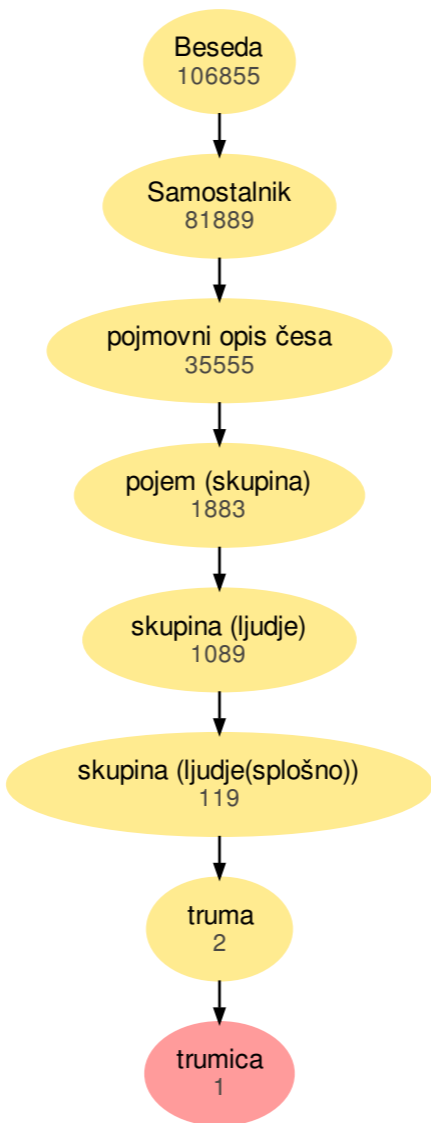 Beseda
106855
Samostalnik
81889
pojmovni opis česa
35555
pojem (skupina)
1883
skupina (ljudje)
1089
skupina (ljudje(splošno))
119
truma
2
trumica
1